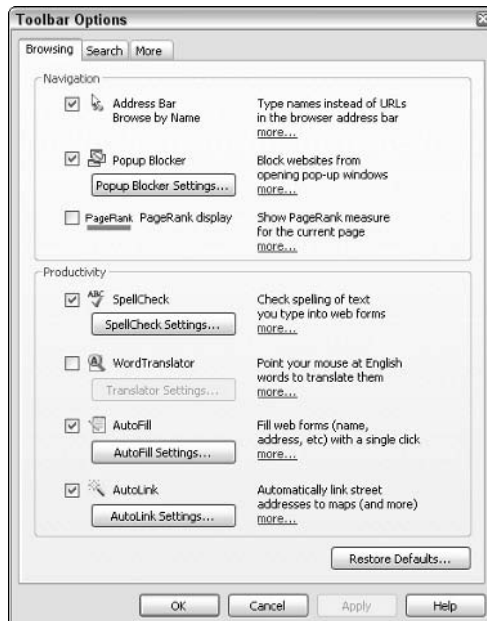 Toolbar Options
Browsing Search More
Navigation
Address Bar
Browse by Name
Type names instead of URLs
in the browser address bar
more...
Popup Blocker
Popup Blocker Settings...
Block websites from
opening pop-up windows
more...
PageRank PageRank display
Show PageRank measure
for the current page
more...
Productivity
ABC SpellCheck
SpellCheck Settings...
Check spelling of text
you type into web forms
more...
WordTranslator
Translator Settings...
Point your mouse at English
words to translate them
more...
AutoFill
AutoFill Settings...
Fill web forms (name,
address, etc) with a single click
more...
AutoLink
AutoLink Settings...
Automatically link street
addresses to maps (and more)
more...
Restore Defaults...
OK Cancel Apply Help